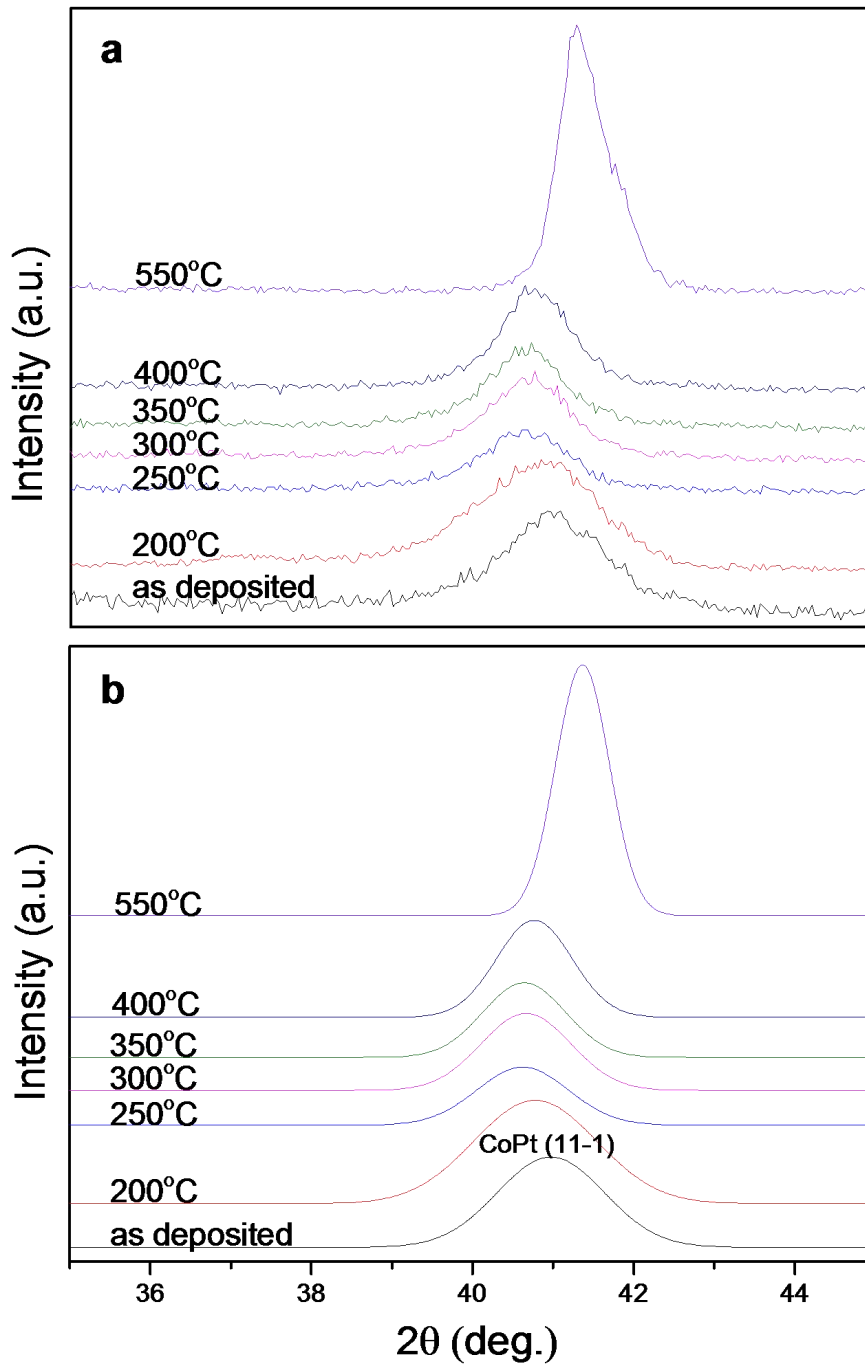 a
Intensity (a.u.)
550°C
400°C
350°C
300°C
250°C
200°C
as deposited
b
Intensity (a.u.)
550°C
400°C
350°C
300°C
250°C
CoPt (11-1)
200°C
as deposited
36 38 40 42 44
2θ (deg.)